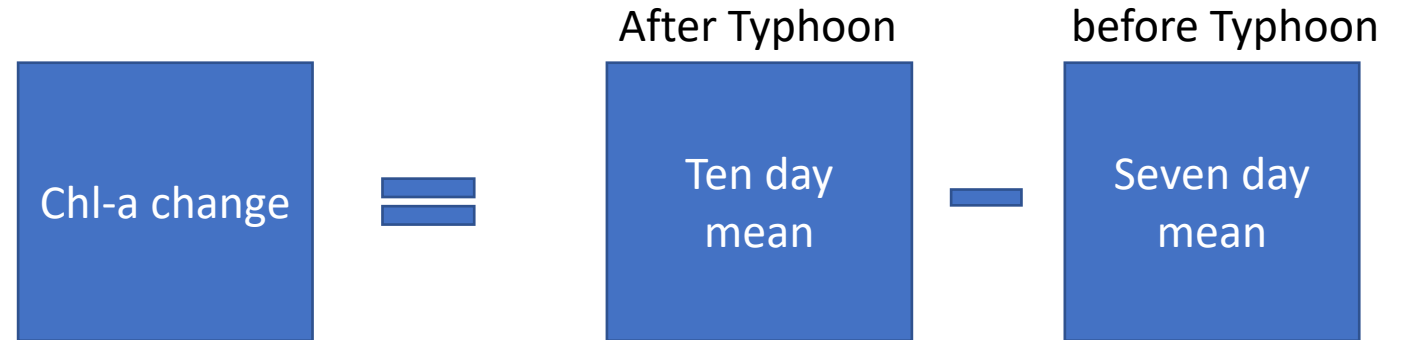 After Typhoon
before Typhoon
Chl-a change
Ten day
mean
Seven day
mean